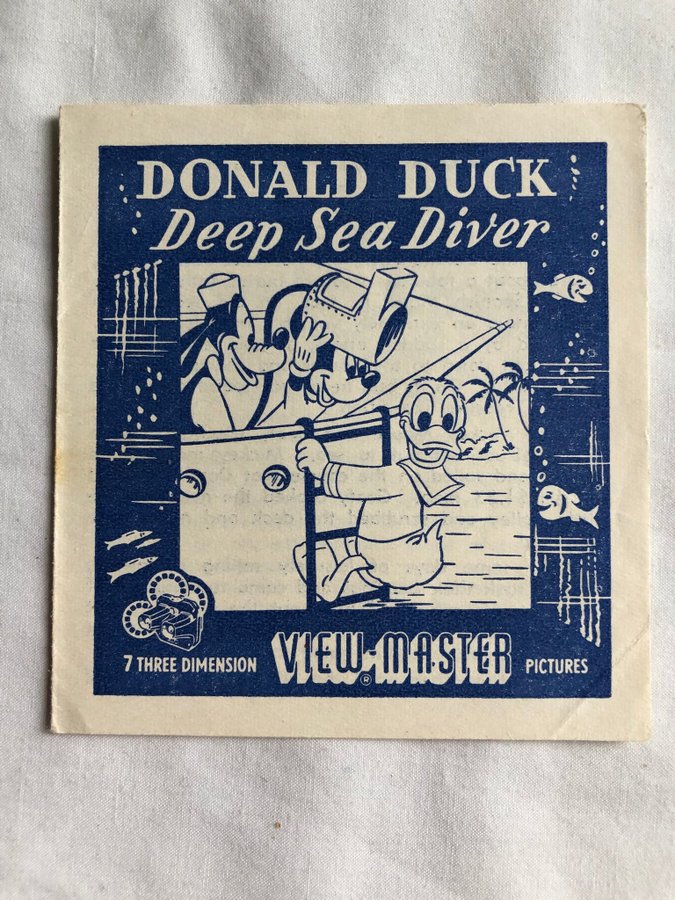 DONALD DUCK
Deep Sea Diver
7 THREE DIMENSION VIEW-MASTER ® PICTURES